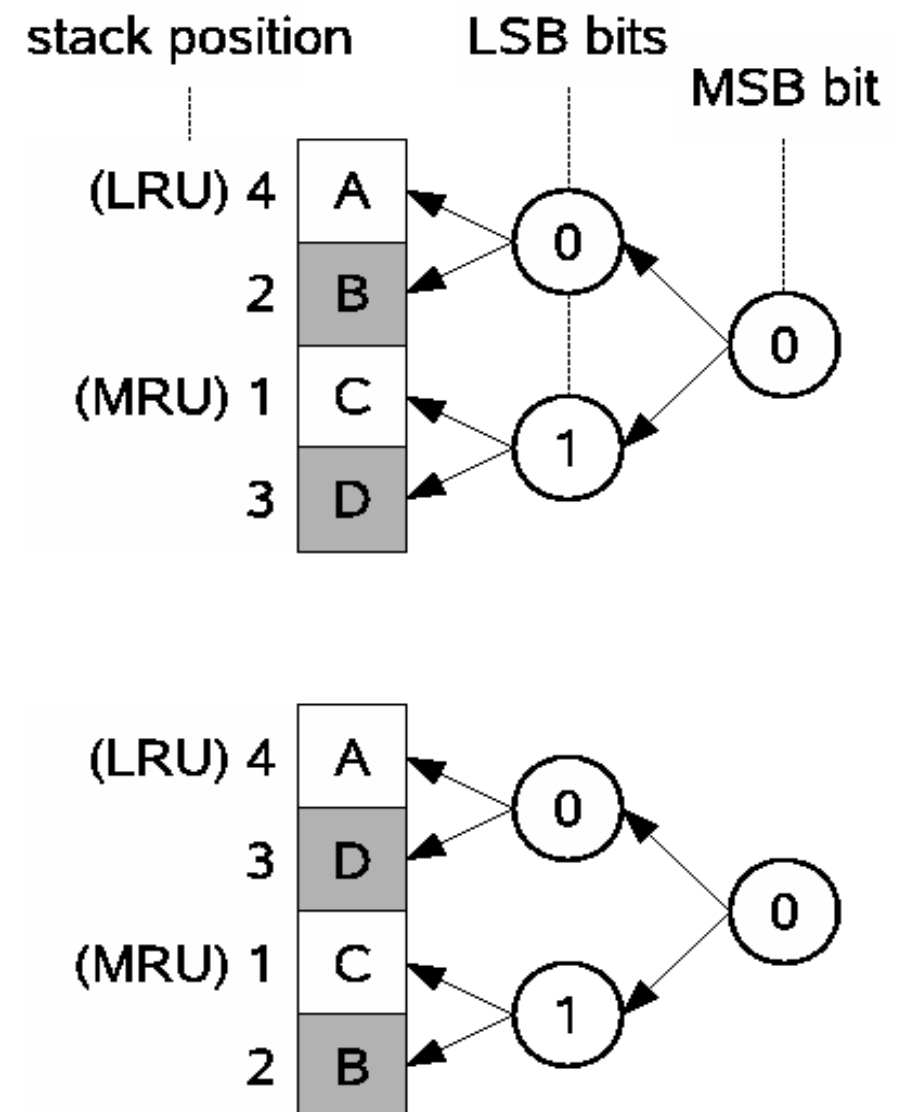 stack position LSB bits
MSB bit
(LRU) 4 A
0
2 B
0
(MRU) 1 C
1
3 D
(LRU) 4 A
0
3 D
0
(MRU) 1 C
1
2 B